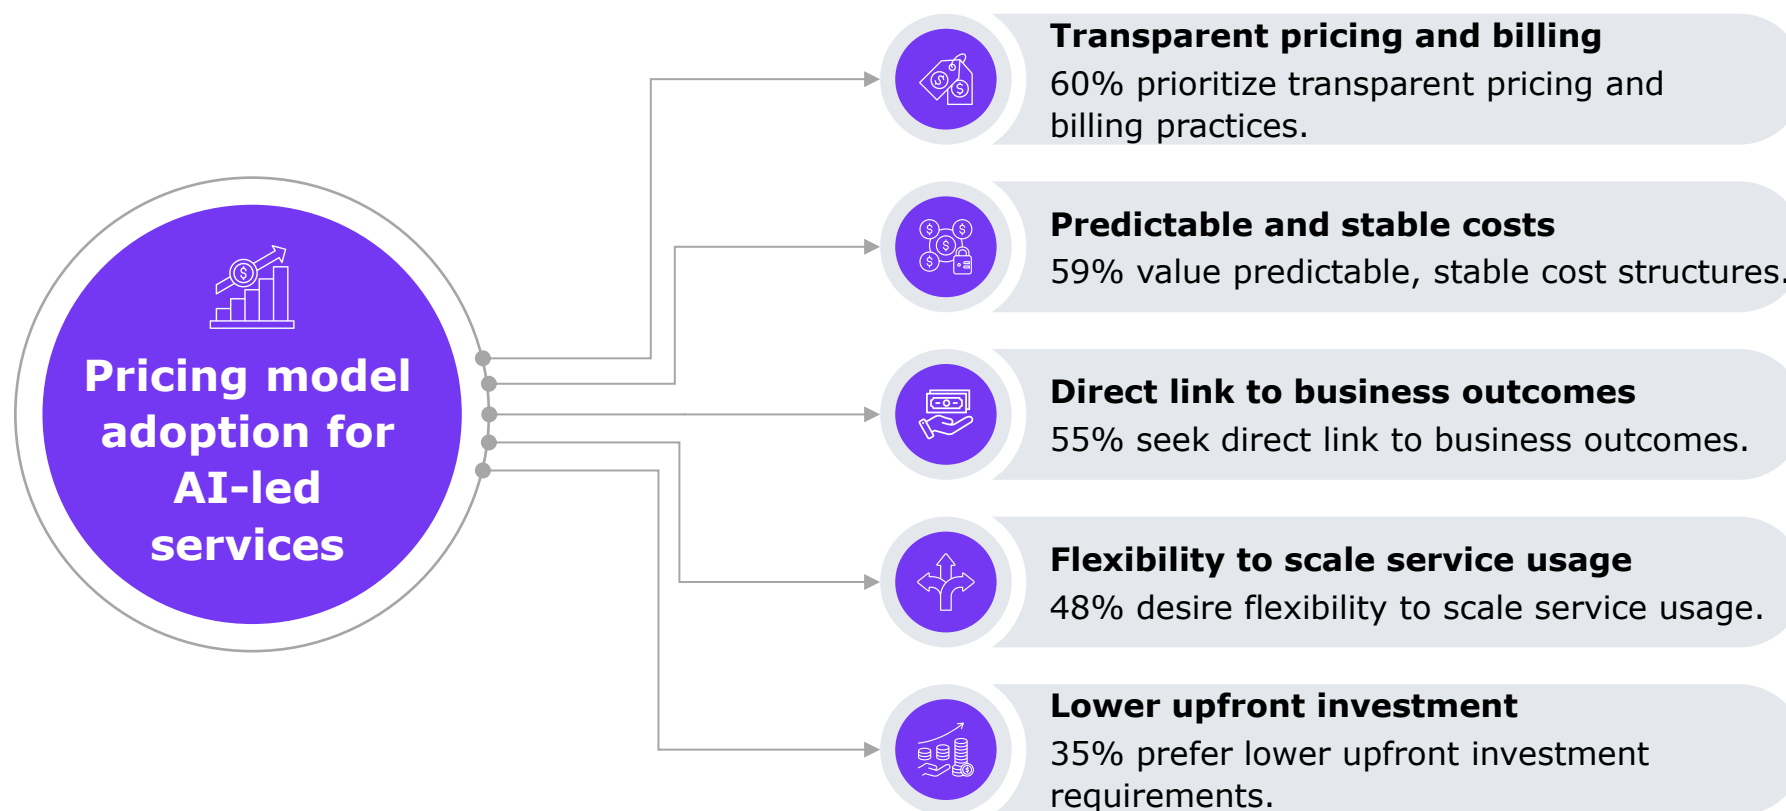 Transparent pricing and billing
60% prioritize transparent pricing and
billing practices.
Predictable and stable costs
59% value predictable, stable cost structures.
Pricing model
adoption for
AI-led
services
Direct link to business outcomes
55% seek direct link to business outcomes.
Flexibility to scale service usage
48% desire flexibility to scale service usage.
Lower upfront investment
35% prefer lower upfront investment
requirements.